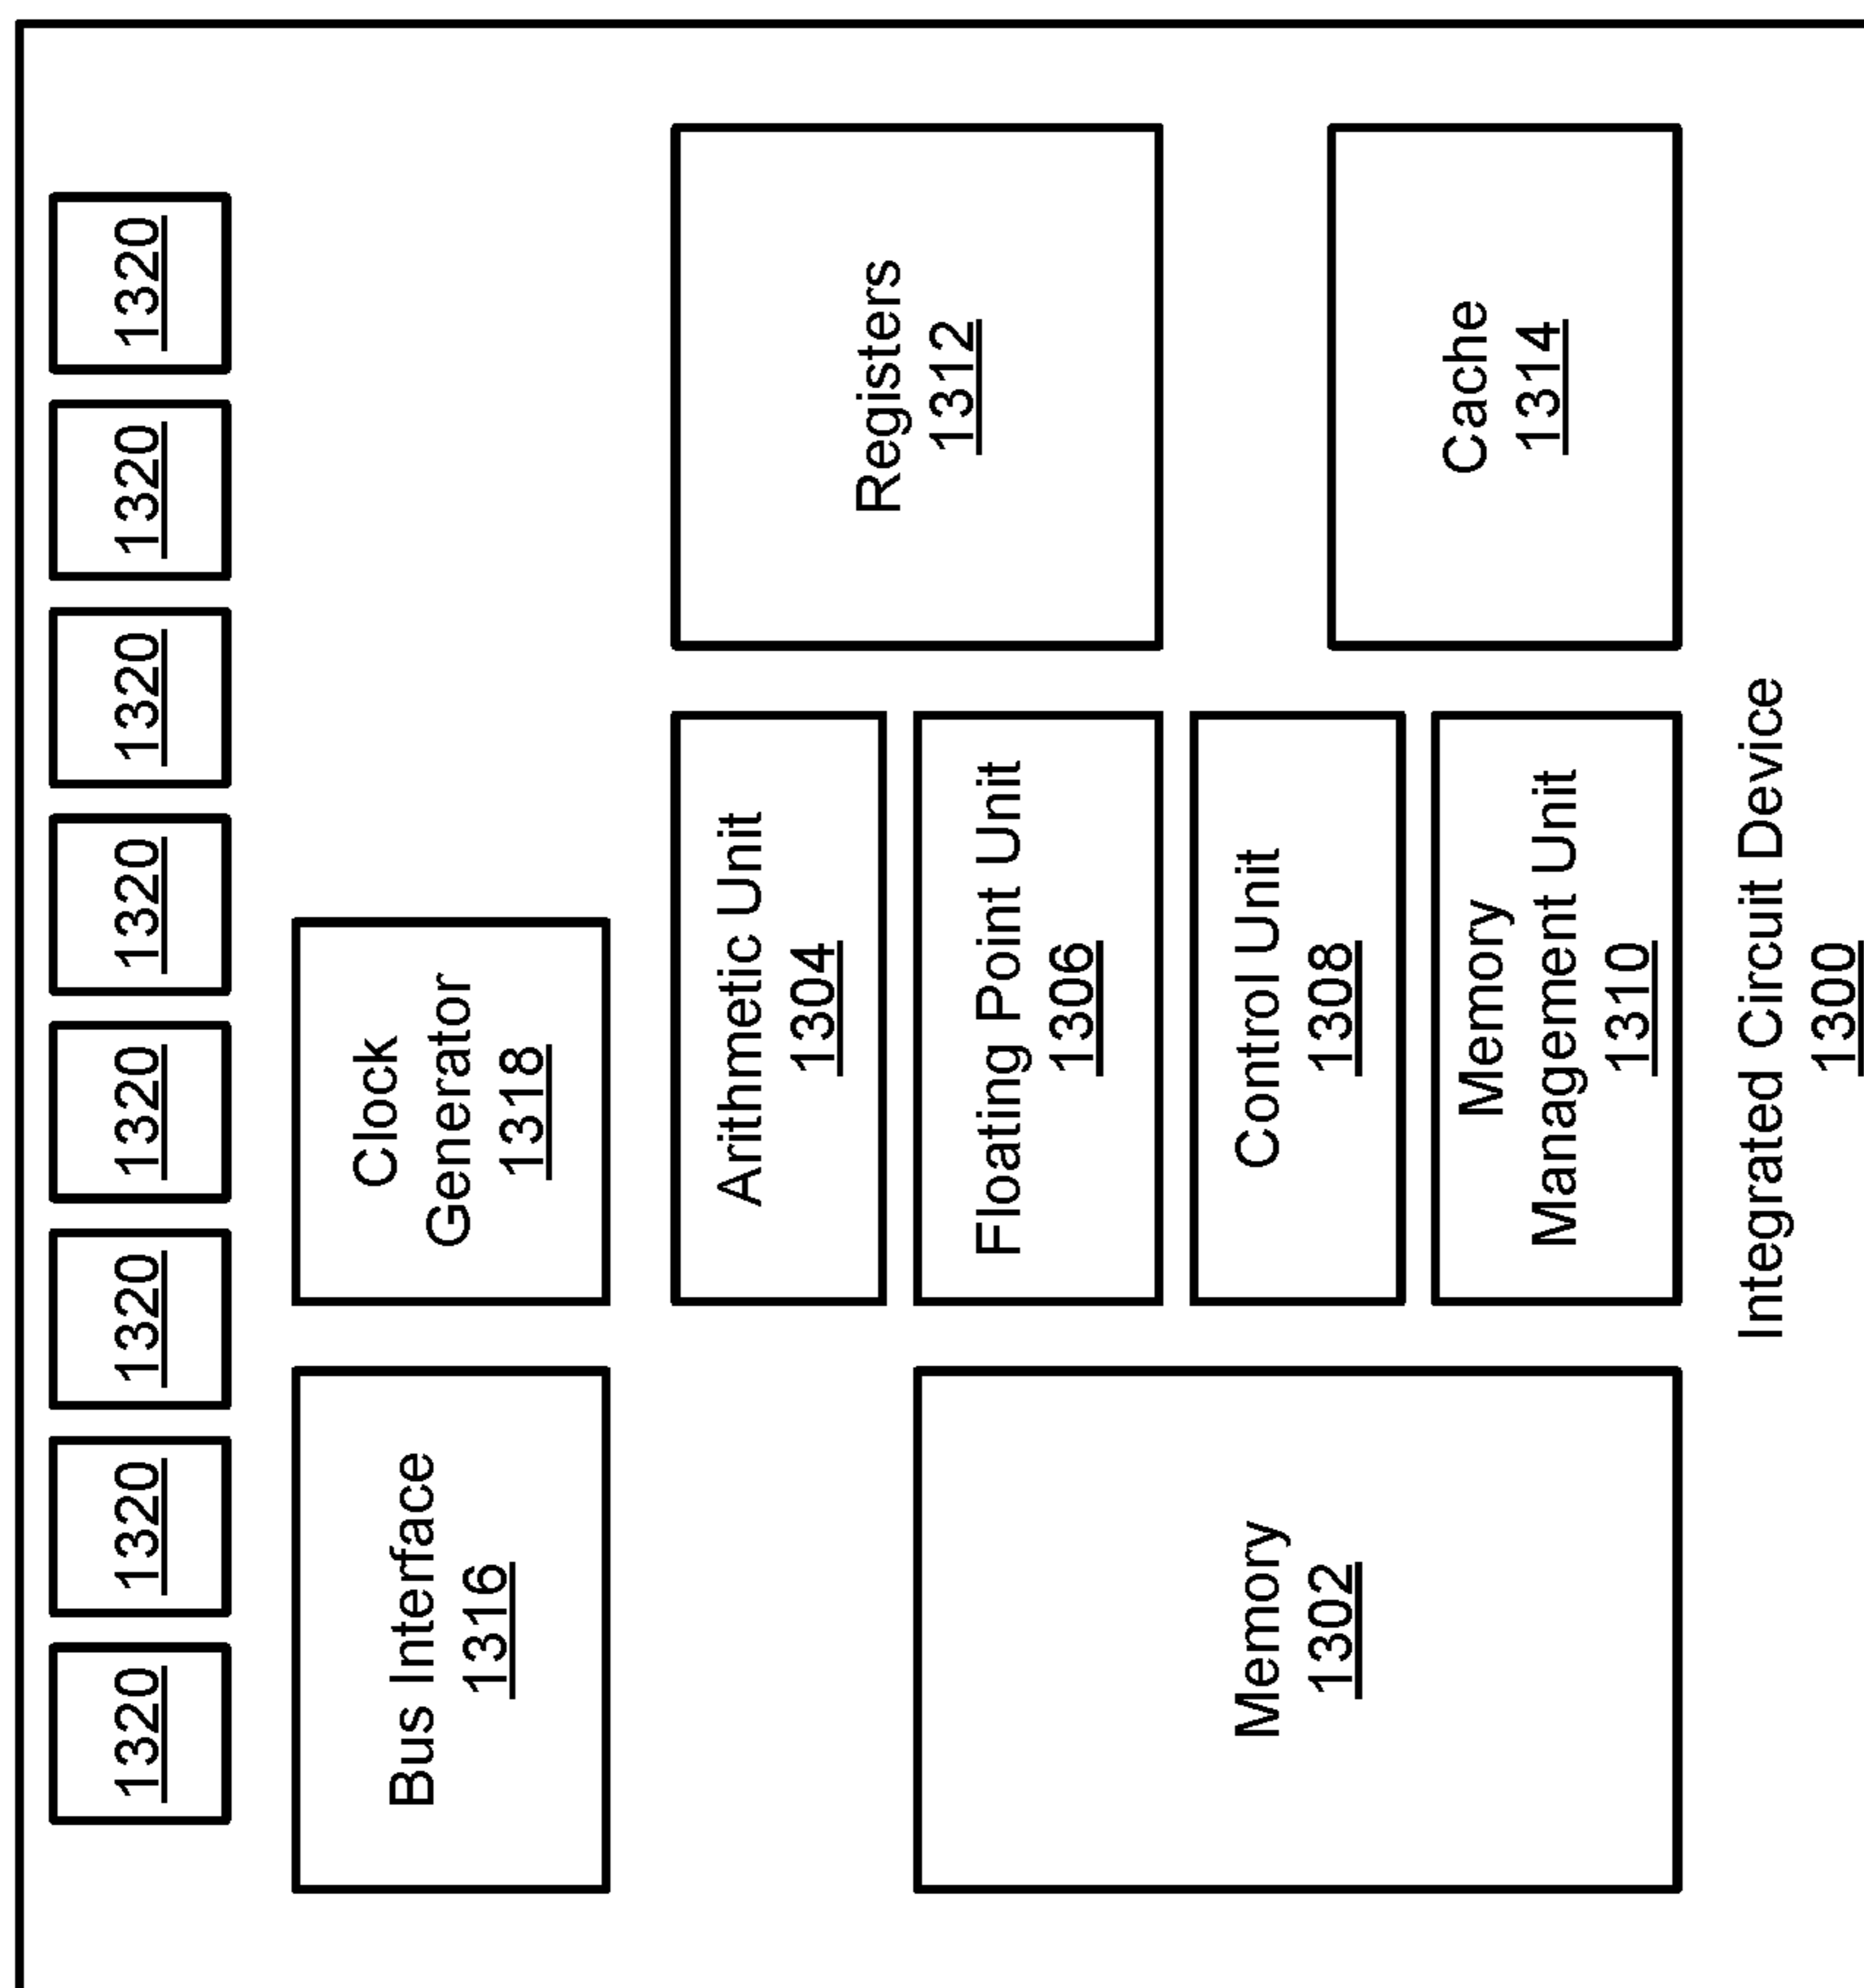 1320
1320
1320
1320
1320
1320
1320
1320
Bus Interface
1316
Clock
Generator
1318
Arithmetic Unit
1304
Registers
1312
Floating Point Unit
1306
Memory
1302
Control Unit
1308
Memory
Management Unit
1310
Cache
1314
Integrated Circuit Device
1300